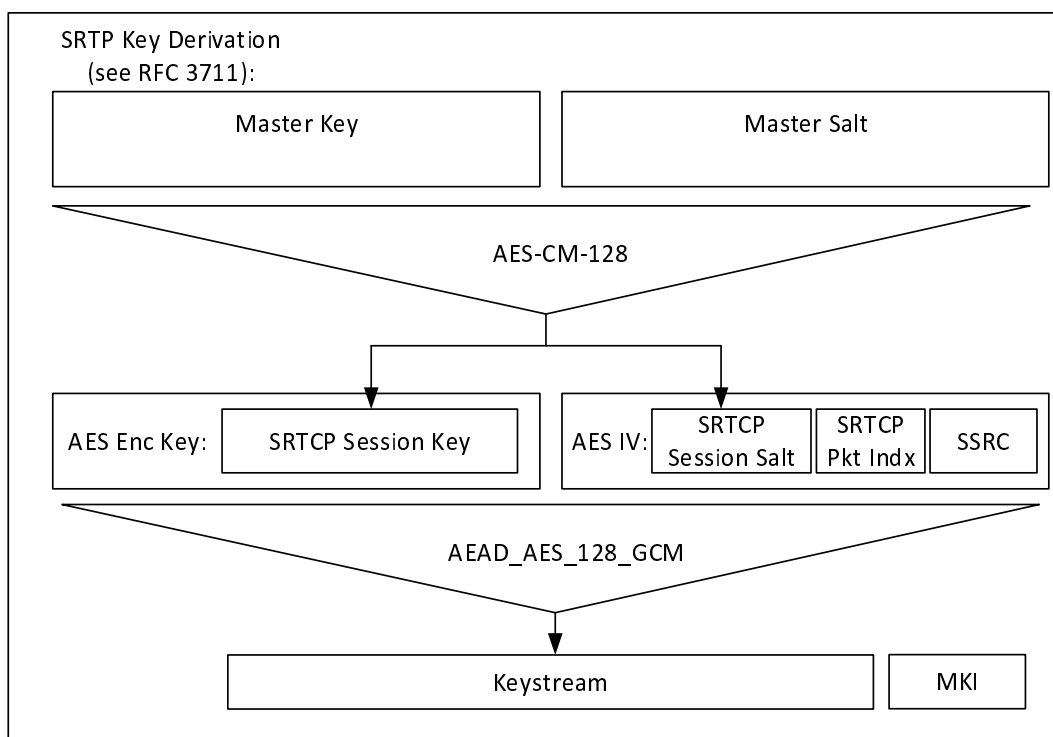 SRTP Key Derivation
(see RFC 3711):
Master Key
Master Salt
AES-CM-128
AES Enc Key:
SRTCP Session Key
AES IV:
SRTCP
Session Salt
SRTCP
Pkt Indx
SSRC
AEAD_AES_128_GCM
Keystream
MKI